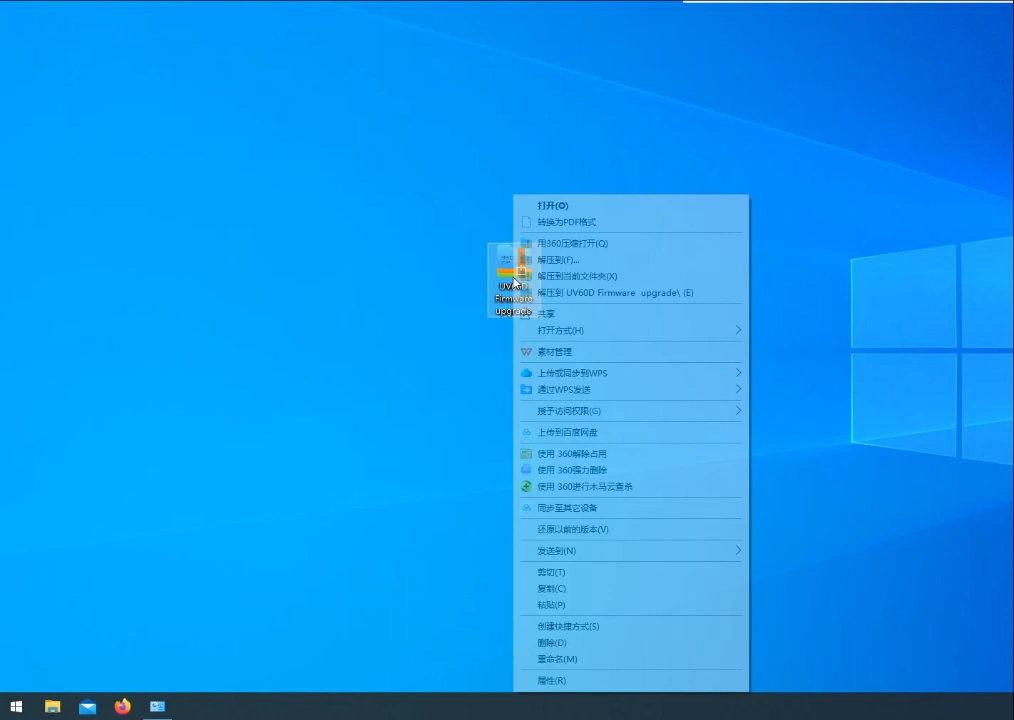 打开(O)
转换为PDF格式
用360压缩打开(Q)
解压到(F)...
解压到当前文件夹(X)
解压到 UV60D Firmware upgrade\ (E)
UV60D
Firmware
upgrade
共享
打开方式(H)
素材管理
上传或同步到WPS
通过WPS发送
授予访问权限(G)
上传到百度网盘
使用 360解除占用
使用 360强力删除
使用 360进行木马云查杀
同步至其它设备
还原以前的版本(V)
发送到(N)
剪切(T)
复制(C)
粘贴(P)
创建快捷方式(S)
删除(D)
重命名(M)
属性(R)